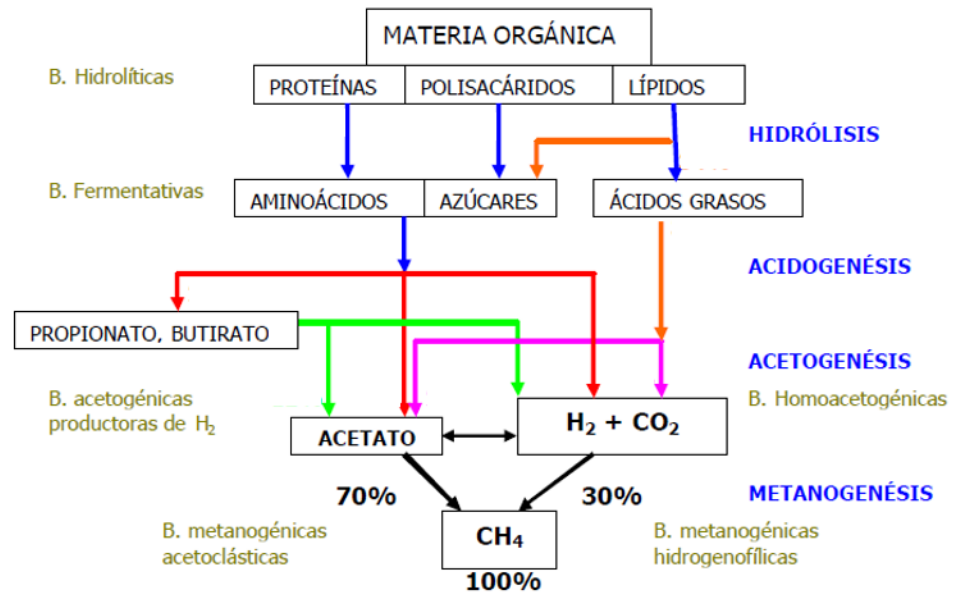 MATERIA ORGÁNICA
B. Hidrolíticas
PROTEÍNAS
POLISACÁRIDOS
LÍPIDOS
HIDRÓLISIS
B. Fermentativas
AMINOÁCIDOS
AZÚCARES
ÁCIDOS GRASOS
ACIDOGENÉSIS
PROPIONATO, BUTIRATO
ACETOGENÉSIS
B. acetogénicas
productoras de H₂
B. Homoacetogénicas
ACETATO
H₂ + CO₂
70%
30%
METANOGENÉSIS
B. metanogénicas
acetoclásticas
CH₄
B. metanogénicas
hidrogenofílicas
100%